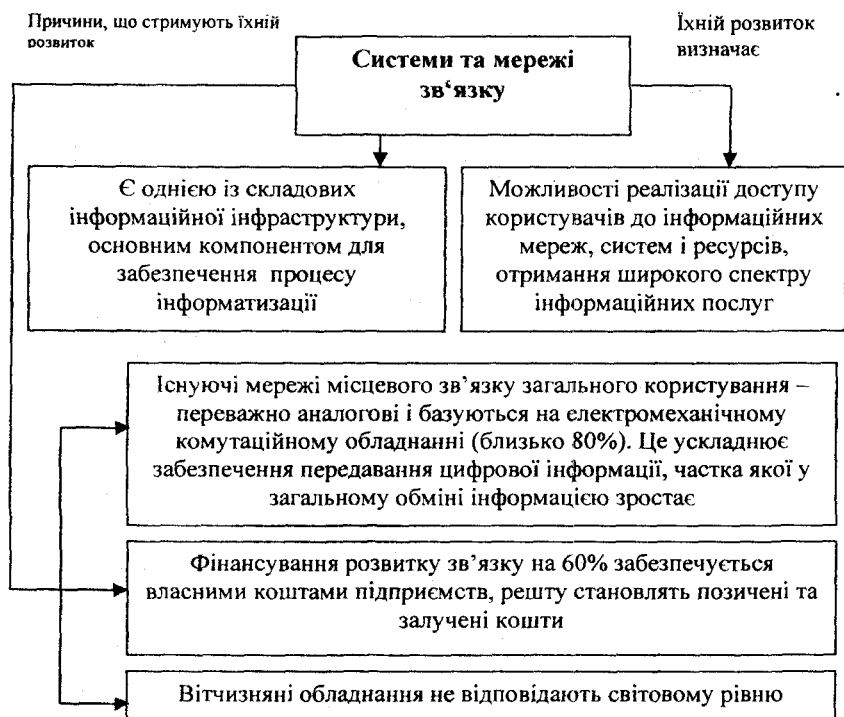 Причини, що стримують їхній
розвиток
Їхній розвиток
визначає
Системи та мережі
зв‘язку
Є однією із складових
інформаційної інфраструктури,
основним компонентом для
забезпечення процесу
інформатизації
Можливості реалізації доступу
користувачів до інформаційних
мереж, систем і ресурсів,
отримання широкого спектру
інформаційних послуг
Існуючі мережі місцевого зв’язку загального користування –
переважно аналогові і базуються на електромеханічному
комутаційному обладнанні (близько 80%). Це ускладнює
забезпечення передавання цифрової інформації, частка якої у
загальному обміні інформацією зростає
Фінансування розвитку зв’язку на 60% забезпечується
власними коштами підприємств, решту становлять позичені та
залучені кошти
Вітчизняні обладнання не відповідають світовому рівню